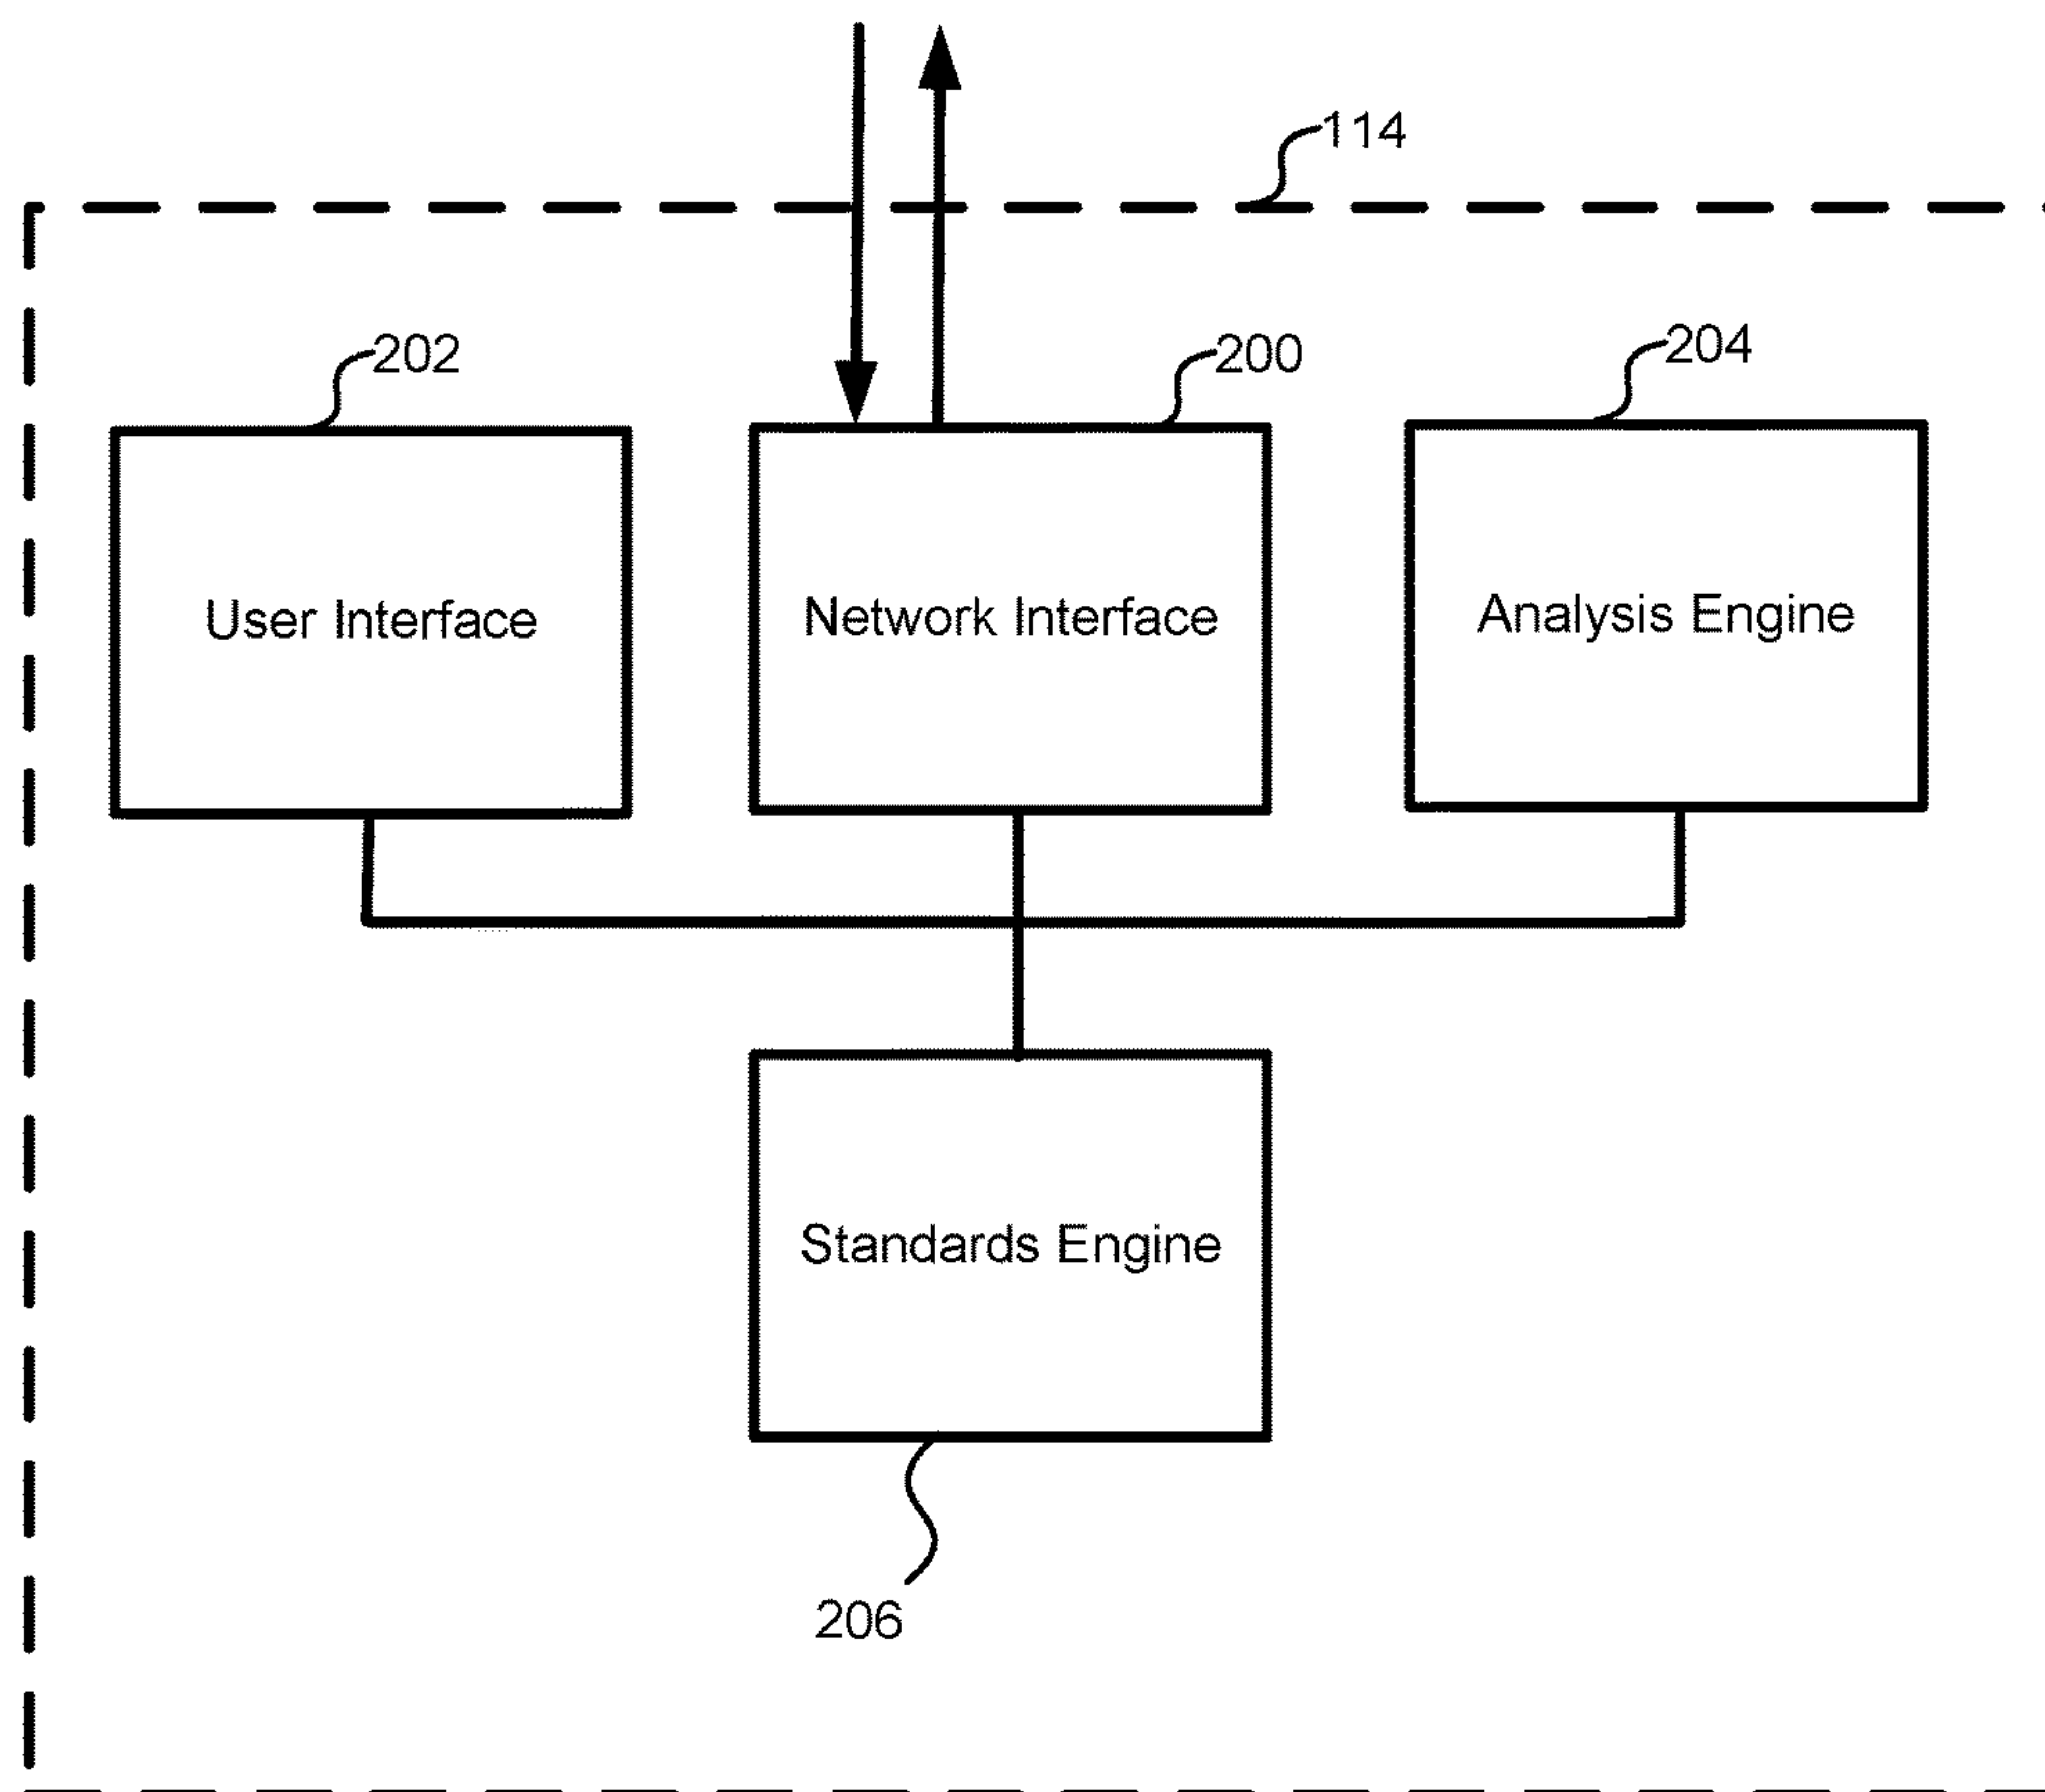 114
202
200
204
User Interface
Network Interface
Analysis Engine
Standards Engine
206